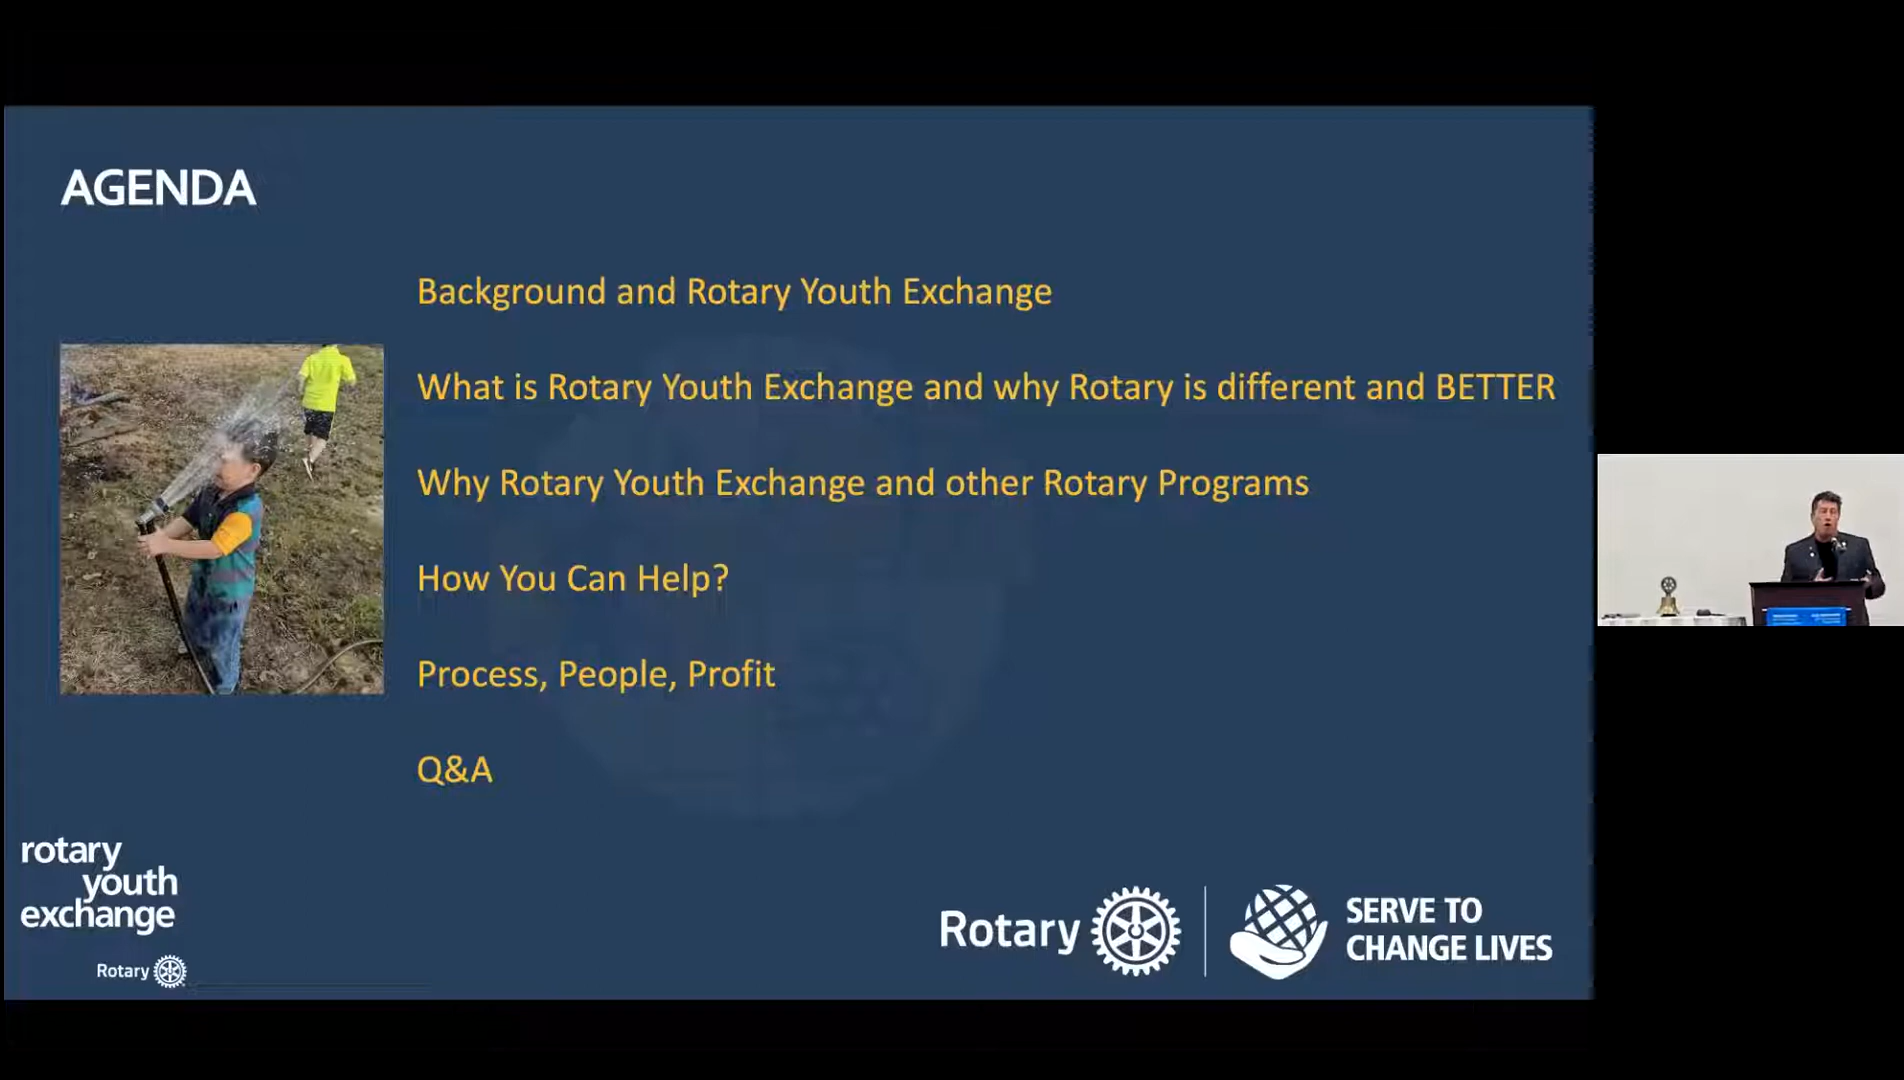 AGENDA
Background and Rotary Youth Exchange
What is Rotary Youth Exchange and why Rotary is different and BETTER
Why Rotary Youth Exchange and other Rotary Programs
How You Can Help?
Process, People, Profit
Q&A
rotary
youth
exchange
Rotary
Rotary
SERVE TO
CHANGE LIVES